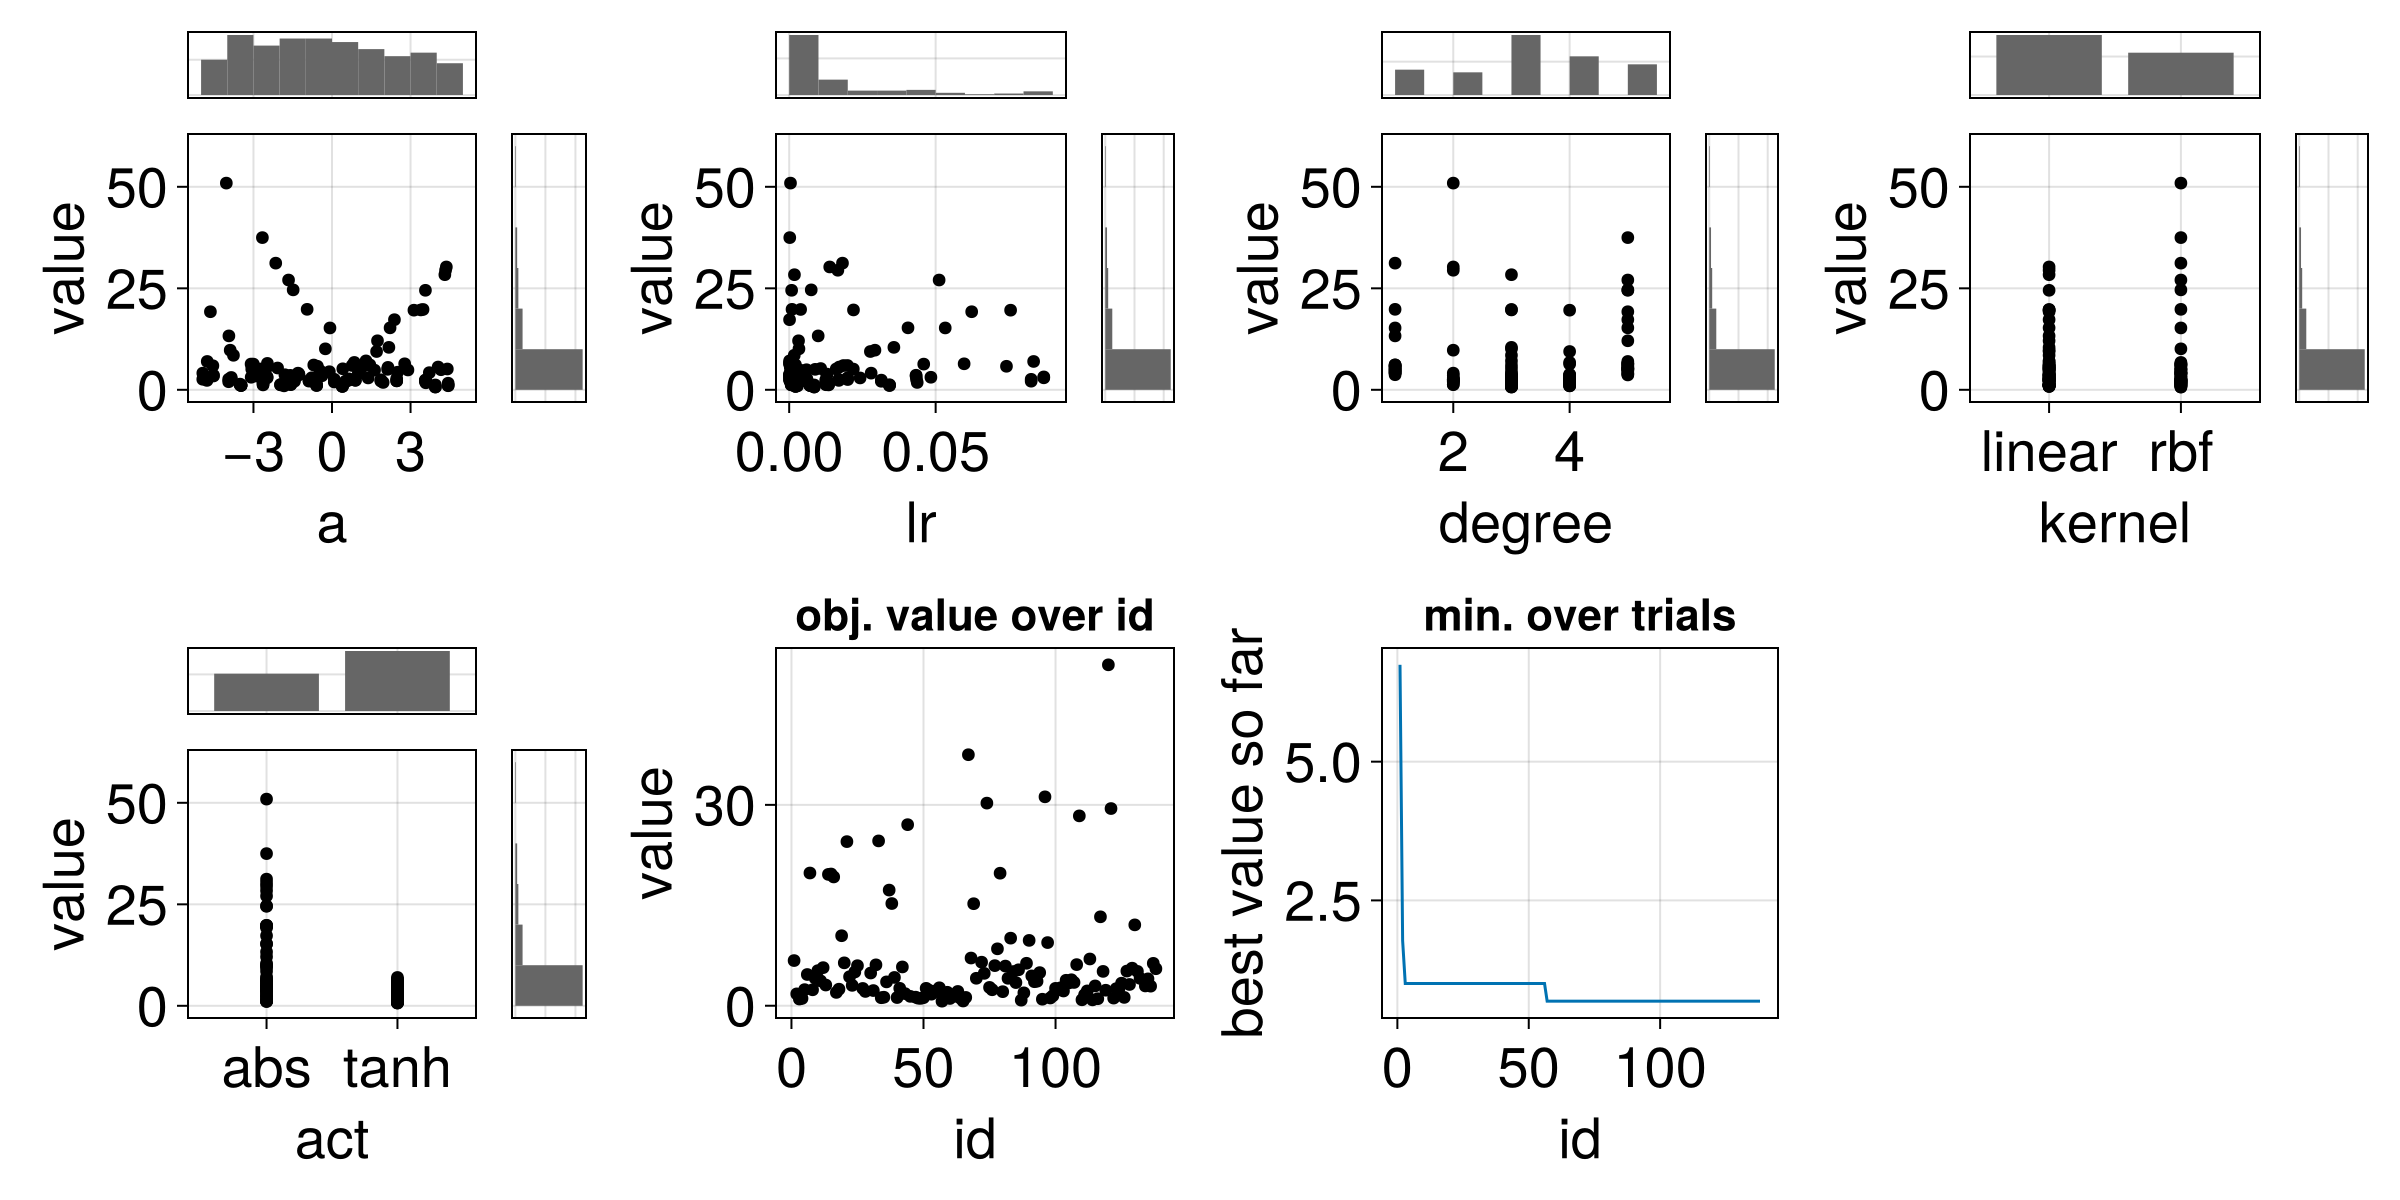 value
50
25
0
−3 0 3
a
value
50
25
0
0.00 0.05
lr
value
50
25
0
2 4
degree
value
50
25
0
linear rbf
kernel
value
50
25
0
abs tanh
act
obj. value over id
value
30
0
0 50 100
id
min. over trials
best value so far
5.0
2.5
0 50 100
id